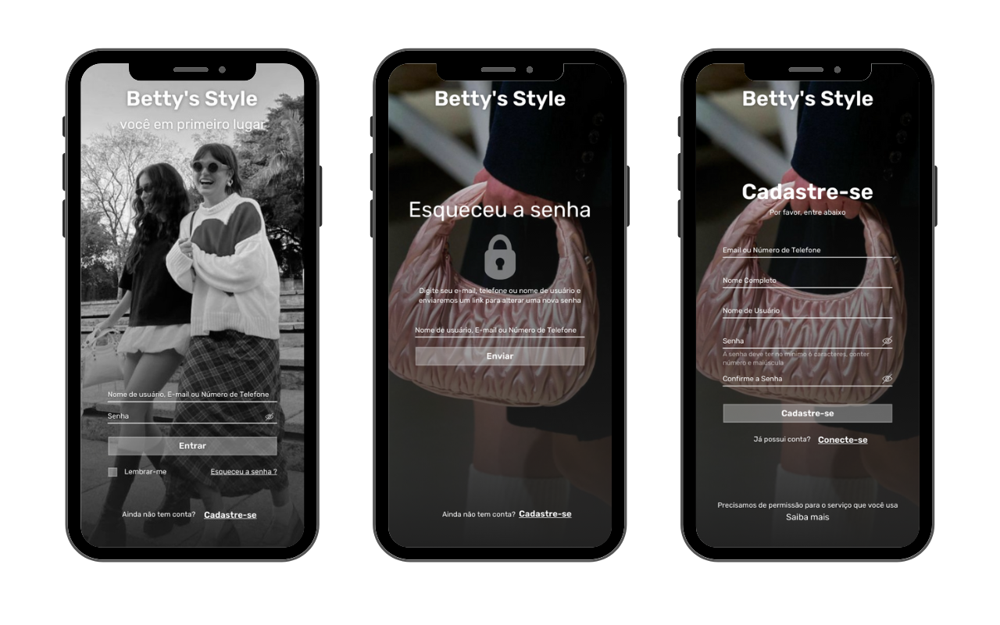 Betty's Style
você em primeiro lugar
Nome de usuário, E-mail ou Número de Telefone
Senha
Entrar
Lembrar-me
Esqueceu a senha ?
Ainda não tem conta? Cadastre-se
Betty's Style
Esqueceu a senha
Digite seu e-mail, telefone ou nome de usuário e
enviaremos um link para alterar uma nova senha
Nome de usuário, E-mail ou Número de Telefone
Enviar
Ainda não tem conta? Cadastre-se
Betty's Style
Cadastre-se
Por favor, entre abaixo
Email ou Número de Telefone
Nome Completo
Nome de Usuário
Senha
A senha deve ter no mínimo 6 caracteres, conter
número e maiúscula
Confirme a Senha
Cadastre-se
Já possui conta? Conecte-se
Precisamos de permissão para o serviço que você usa
Saiba mais